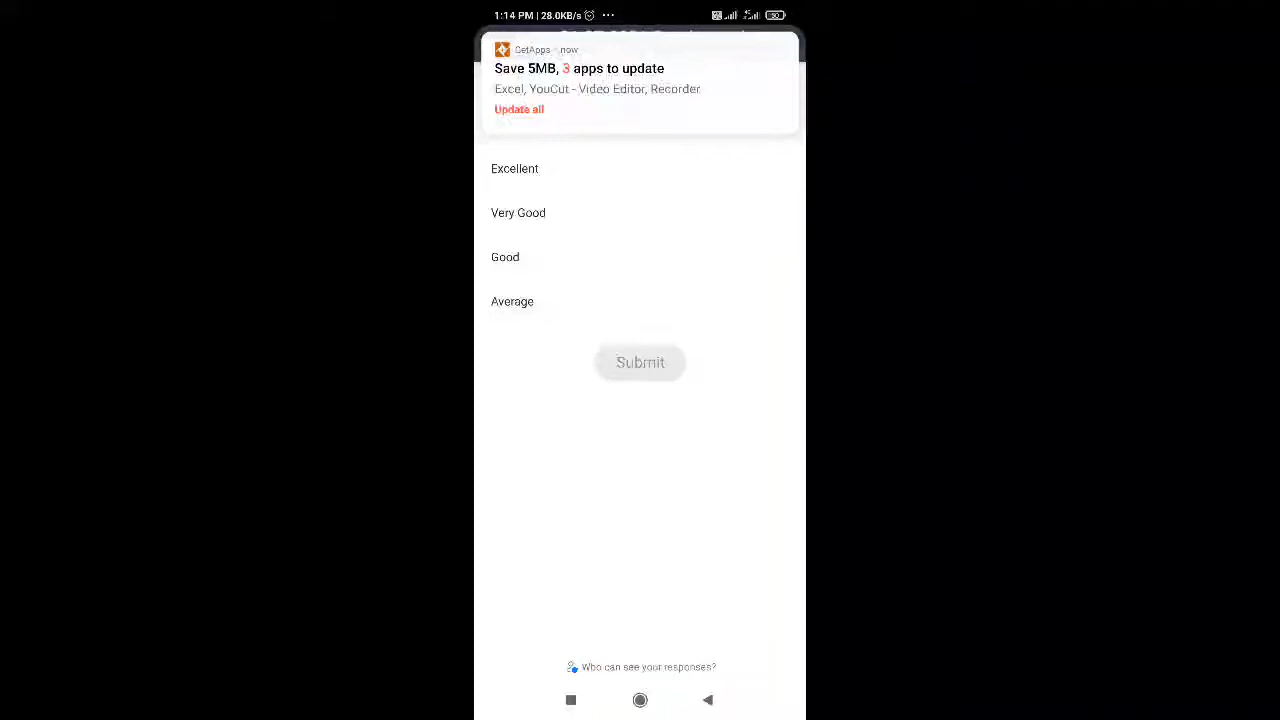 1:14 PM | 28.0KB/s
50
GetApps · now
Save 5MB, 3 apps to update
Excel, YouCut - Video Editor, Recorder
Update all
Excellent
Very Good
Good
Average
Submit
Who can see your responses?